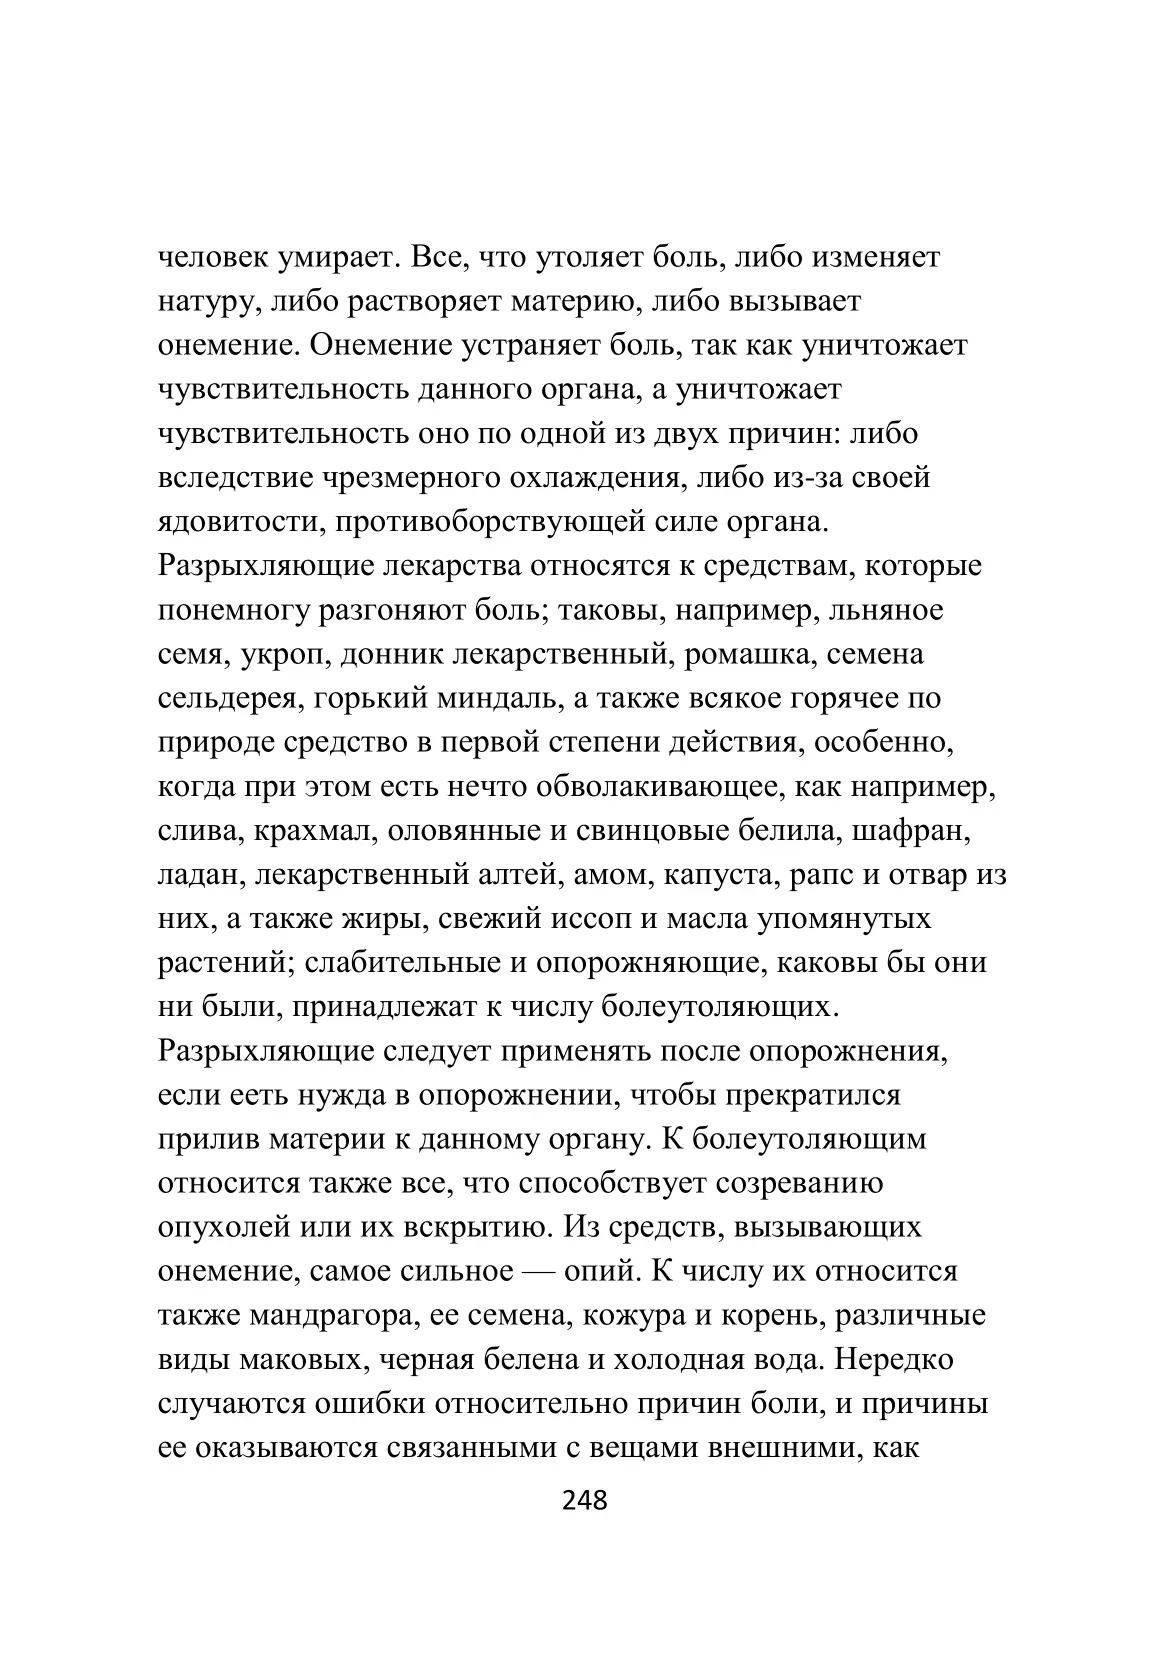 человек умирает. Все, что утоляет боль, либо изменяет
натуру, либо растворяет материю, либо вызывает
онемение. Онемение устраняет боль, так как уничтожает
чувствительность данного органа, а уничтожает
чувствительность оно по одной из двух причин: либо
вследствие чрезмерного охлаждения, либо из-за своей
ядовитости, противоборствующей силе органа.
Разрыхляющие лекарства относятся к средствам, которые
понемногу разгоняют боль; таковы, например, льняное
семя, укроп, донник лекарственный, ромашка, семена
сельдерея, горький миндаль, а также всякое горячее по
природе средство в первой степени действия, особенно,
когда при этом есть нечто обволакивающее, как например,
слива, крахмал, оловянные и свинцовые белила, шафран,
ладан, лекарственный алтей, амом, капуста, рапс и отвар из
них, а также жиры, свежий иссоп и масла упомянутых
растений; слабительные и опорожняющие, каковы бы они
ни были, принадлежат к числу болеутоляющих.
Разрыхляющие следует применять после опорожнения,
если ееть нужда в опорожнении, чтобы прекратился
прилив материи к данному органу. К болеутоляющим
относится также все, что способствует созреванию
опухолей или их вскрытию. Из средств, вызывающих
онемение, самое сильное — опий. К числу их относится
также мандрагора, ее семена, кожура и корень, различные
виды маковых, черная белена и холодная вода. Нередко
случаются ошибки относительно причин боли, и причины
ее оказываются связанными с вещами внешними, как
248